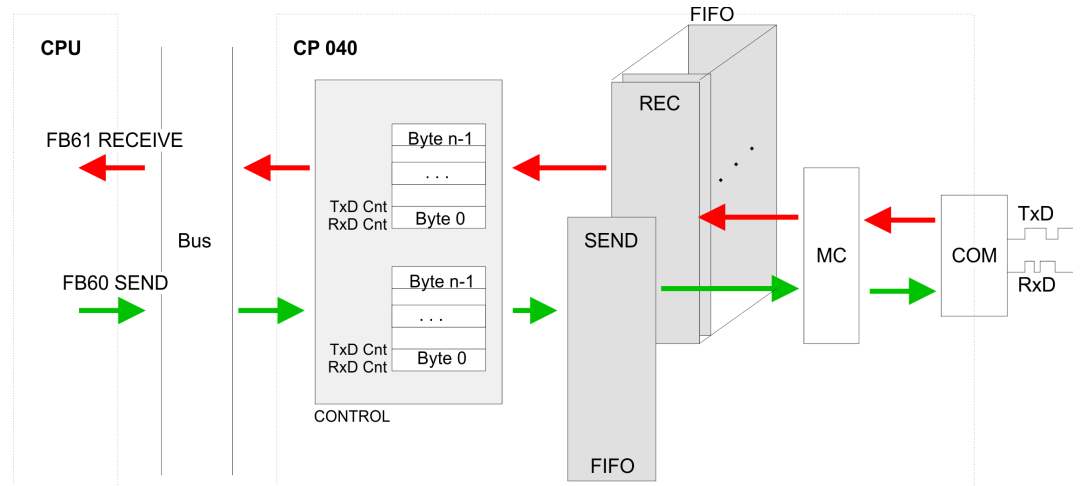 FIFO
CPU
CP 040
REC
Byte n-1
FB61 RECEIVE
. . .
TxD Cnt
RxD Cnt
Byte 0
TxD
SEND
Bus
MC
COM
FB60 SEND
Byte n-1
RxD
. . .
TxD Cnt
RxD Cnt
Byte 0
CONTROL
FIFO